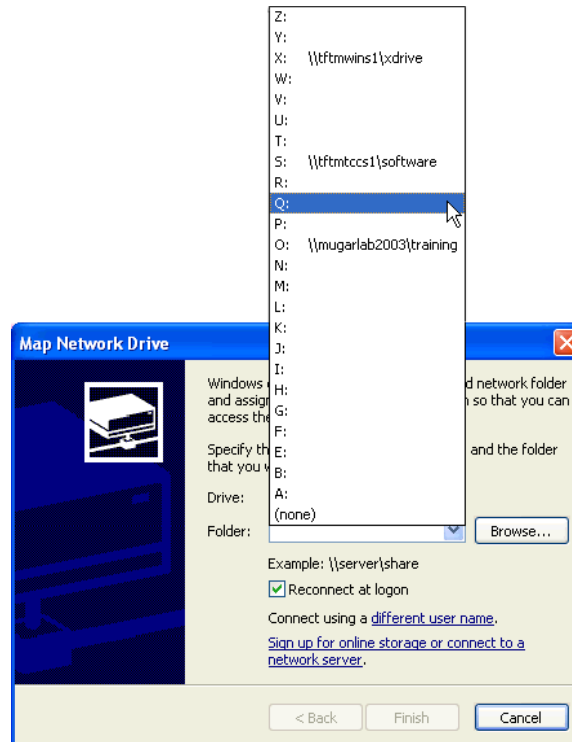 Z:
Y:
X: \\tftmwins1\xdrive
W:
V:
U:
T:
S: \\tftmtccs1\software
R:
Q:
P:
O: \\mugarlab2003\training
N:
M:
L:
K:
J:
I:
H:
G:
F:
E:
B:
A:
(none)
Map Network Drive
Windows d network folder
and assign so that you can
access the
Specify th and the folder
that you
Drive:
Folder: Browse...
Example: \\server\share
Reconnect at logon
Connect using a different user name.
Sign up for online storage or connect to a
network server.
< Back Finish Cancel